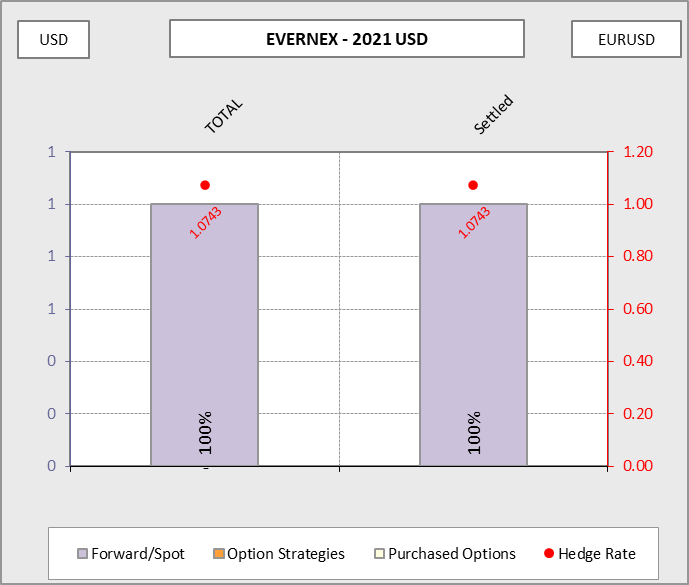 USD
EVERNEX - 2021 USD
EURUSD
TOTAL
Settled
1
1
1
1
0
0
0
1.20
1.00
0.80
0.60
0.40
0.20
0.00
1.0743
1.0743
100%
100%
-
Forward/Spot
Option Strategies
Purchased Options
Hedge Rate